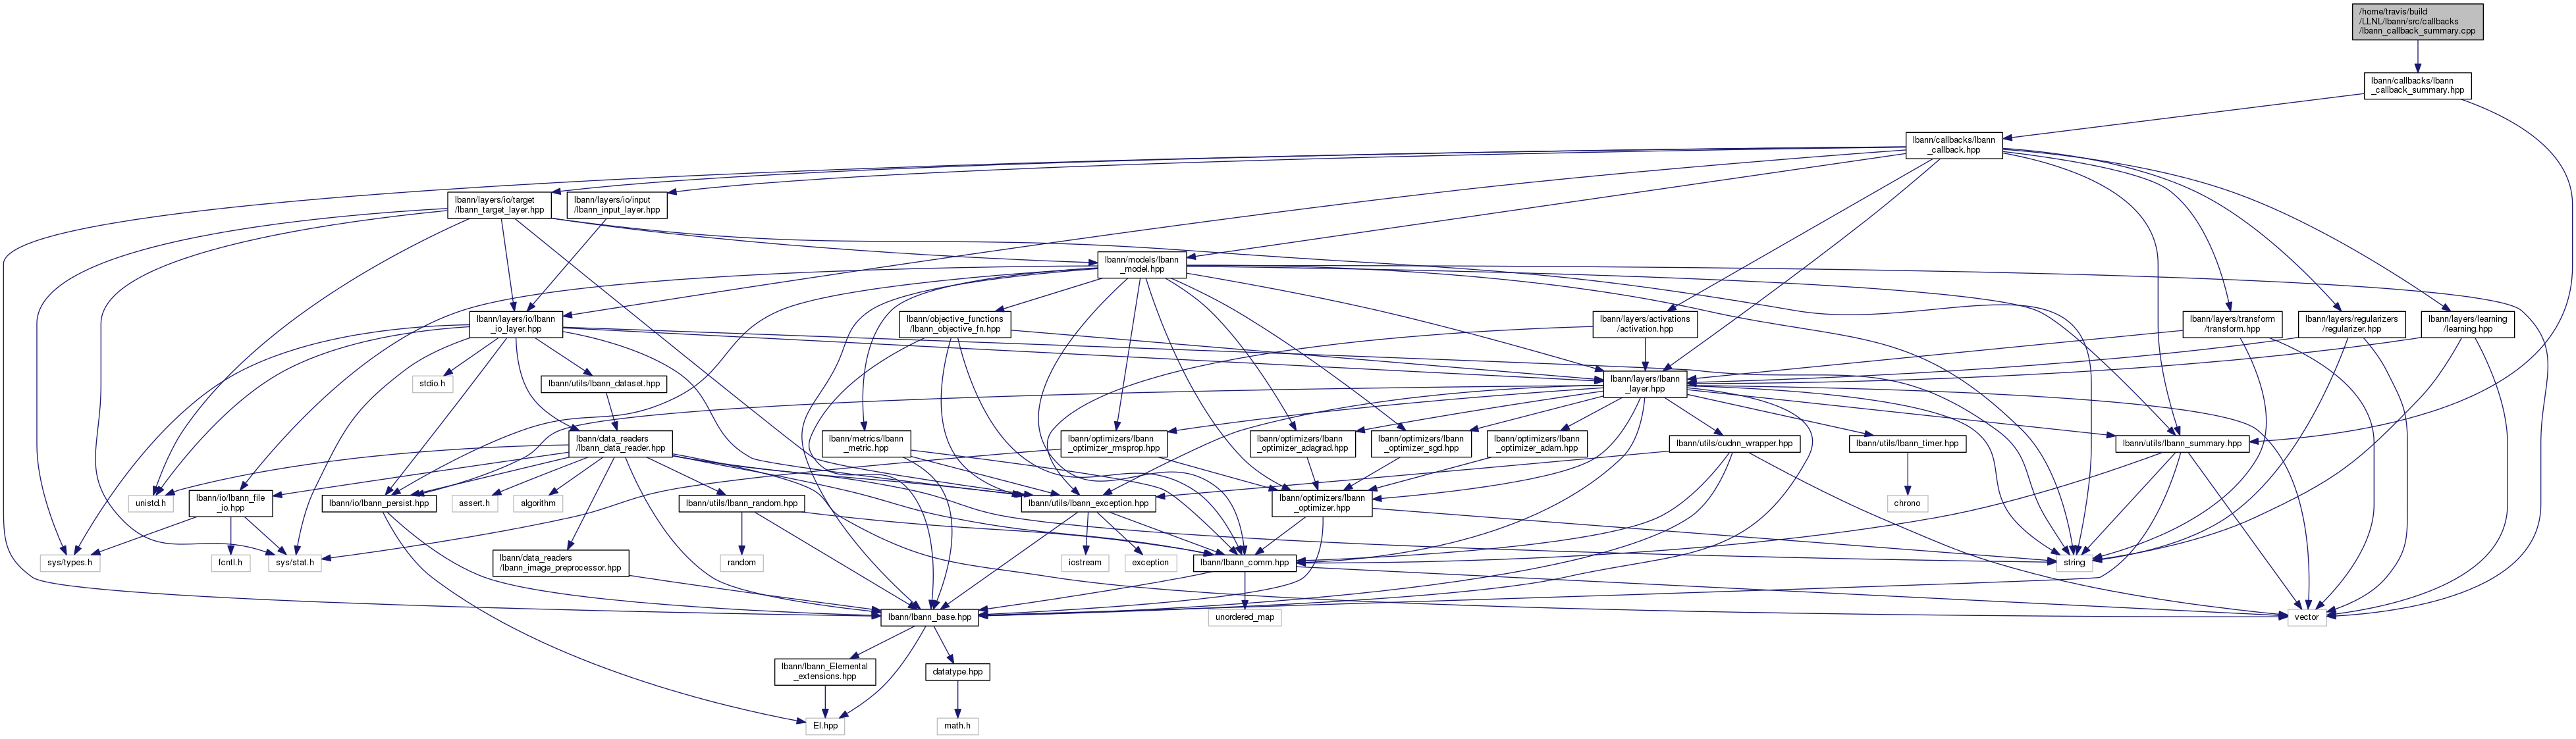 /home/travis/build
/LLNL/lbann/src/callbacks
/lbann_callback_summary.cpp
lbann/callbacks/lbann
_callback_summary.hpp
lbann/callbacks/lbann
_callback.hpp
lbann/layers/io/target
/lbann_target_layer.hpp
lbann/layers/io/input
/lbann_input_layer.hpp
lbann/models/lbann
_model.hpp
lbann/layers/io/lbann
_io_layer.hpp
lbann/objective_functions
/lbann_objective_fn.hpp
lbann/layers/activations
/activation.hpp
lbann/layers/transform
/transform.hpp
lbann/layers/regularizers
/regularizer.hpp
lbann/layers/learning
/learning.hpp
stdio.h
lbann/utils/lbann_dataset.hpp
lbann/layers/lbann
_layer.hpp
lbann/data_readers
/lbann_data_reader.hpp
lbann/metrics/lbann
_metric.hpp
lbann/optimizers/lbann
_optimizer_rmsprop.hpp
lbann/optimizers/lbann
_optimizer_adagrad.hpp
lbann/optimizers/lbann
_optimizer_sgd.hpp
lbann/optimizers/lbann
_optimizer_adam.hpp
lbann/utils/cudnn_wrapper.hpp
lbann/utils/lbann_timer.hpp
lbann/utils/lbann_summary.hpp
unistd.h
lbann/io/lbann_file
_io.hpp
lbann/io/lbann_persist.hpp
assert.h
algorithm
lbann/utils/lbann_random.hpp
lbann/utils/lbann_exception.hpp
lbann/optimizers/lbann
_optimizer.hpp
chrono
sys/types.h
fcntl.h
sys/stat.h
lbann/data_readers
/lbann_image_preprocessor.hpp
random
iostream
exception
lbann/lbann_comm.hpp
string
lbann/lbann_base.hpp
unordered_map
vector
lbann/lbann_Elemental
_extensions.hpp
datatype.hpp
El.hpp
math.h